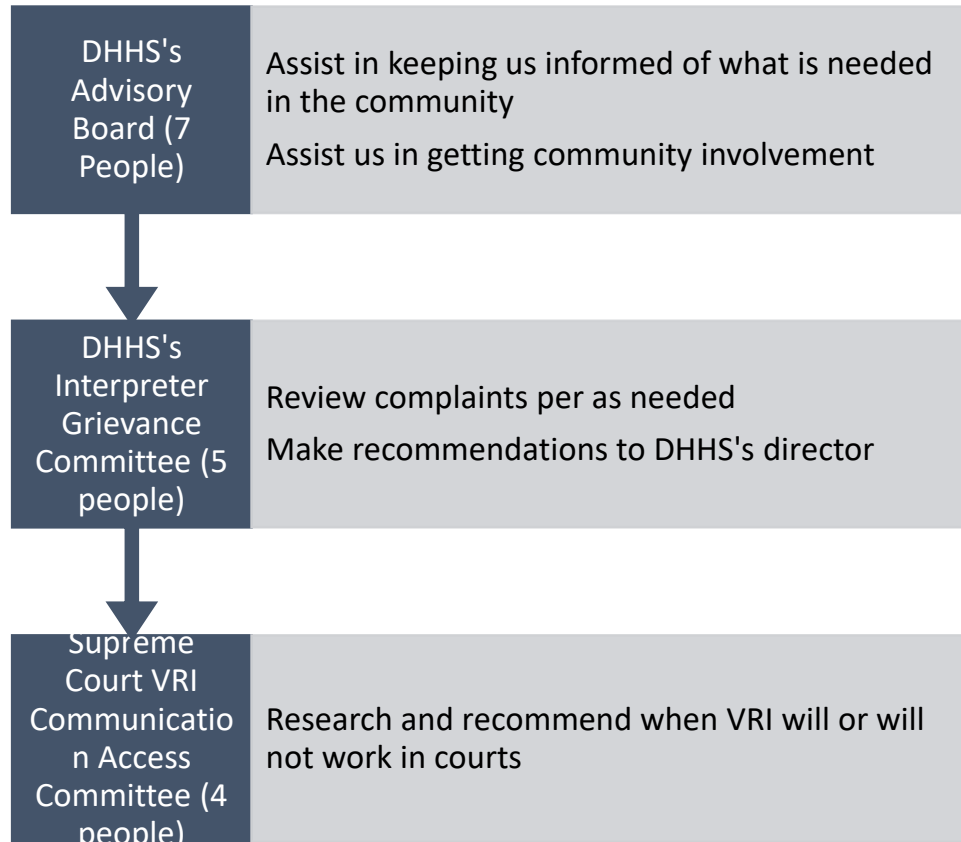 DHHS's
Advisory
Board (7
People)
Assist in keeping us informed of what is needed
in the community
Assist us in getting community involvement
DHHS's
Interpreter
Grievance
Committee (5
people)
Review complaints per as needed
Make recommendations to DHHS's director
Supreme
Court VRI
Communicatio
n Access
Committee (4
people)
Research and recommend when VRI will or will
not work in courts